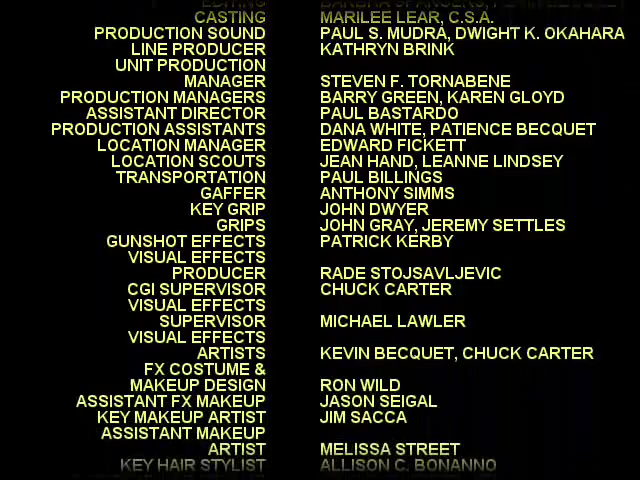 EDITING
CASTING MARILEE LEAR, C.S.A.
PRODUCTION SOUND PAUL S. MUDRA, DWIGHT K. OKAHARA
LINE PRODUCER KATHRYN BRINK
UNIT PRODUCTION
MANAGER STEVEN F. TORNABENE
PRODUCTION MANAGERS BARRY GREEN, KAREN GLOYD
ASSISTANT DIRECTOR PAUL BASTARDO
PRODUCTION ASSISTANTS DANA WHITE, PATIENCE BECQUET
LOCATION MANAGER EDWARD FICKETT
LOCATION SCOUTS JEAN HAND, LEANNE LINDSEY
TRANSPORTATION PAUL BILLINGS
GAFFER ANTHONY SIMMS
KEY GRIP JOHN DWYER
GRIPS JOHN GRAY, JEREMY SETTLES
GUNSHOT EFFECTS PATRICK KERBY
VISUAL EFFECTS
PRODUCER RADE STOJSAVLJEVIC
CGI SUPERVISOR CHUCK CARTER
VISUAL EFFECTS
SUPERVISOR MICHAEL LAWLER
VISUAL EFFECTS
ARTISTS KEVIN BECQUET, CHUCK CARTER
FX COSTUME &
MAKEUP DESIGN RON WILD
ASSISTANT FX MAKEUP JASON SEIGAL
KEY MAKEUP ARTIST JIM SACCA
ASSISTANT MAKEUP
ARTIST MELISSA STREET
KEY HAIR STYLIST ALLISON C. BONANNO